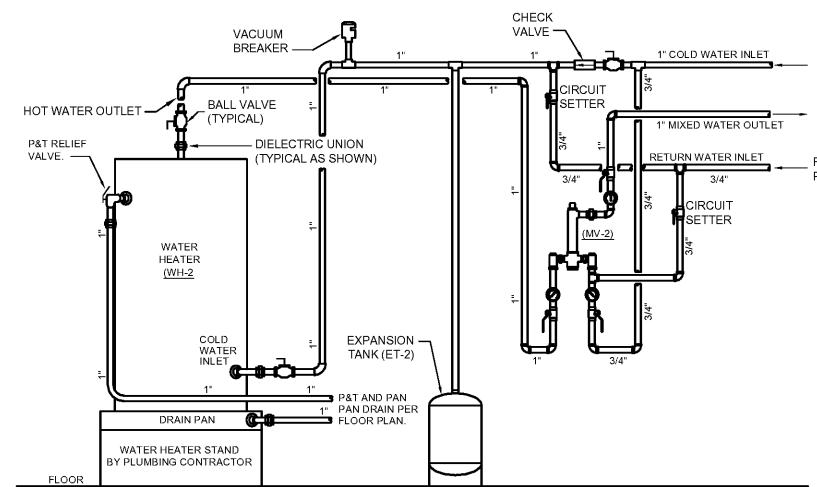 CHECK
VALVE
VACUUM
BREAKER
1"
1"
1" COLD WATER INLET
1"
1"
1"
3/4"
HOT WATER OUTLET
BALL VALVE
(TYPICAL)
1"
CIRCUIT
SETTER
1" MIXED WATER OUTLET
P&T RELIEF
VALVE.
DIELECTRIC UNION
(TYPICAL AS SHOWN)
3/4"
1"
RETURN WATER INLET
3/4"
3/4"
3/4"
1"
3/4"
CIRCUIT
SETTER
1"
1"
(MV-2)
3/4"
WATER
HEATER
(WH-2
1"
3/4"
COLD
WATER
INLET
EXPANSION
TANK (ET-2)
1"
3/4"
1"
1"
1"
P&T AND PAN
PAN DRAIN PER
FLOOR PLAN.
1"
DRAIN PAN
WATER HEATER STAND
BY PLUMBING CONTRACTOR
FLOOR